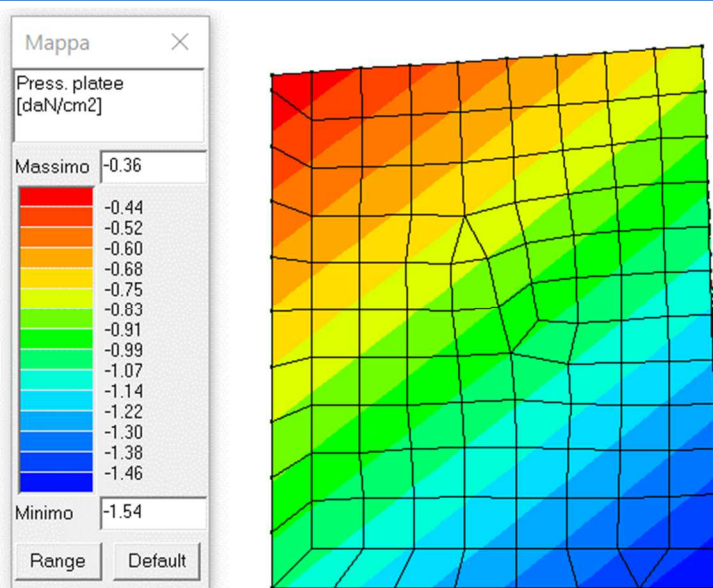 Mappa
Press. platee
[daN/cm2]
Massimo -0.36
-0.44
-0.52
-0.60
-0.68
-0.75
-0.83
-0.91
-0.99
-1.07
-1.14
-1.22
-1.30
-1.38
-1.46
Minimo -1.54
Range Default